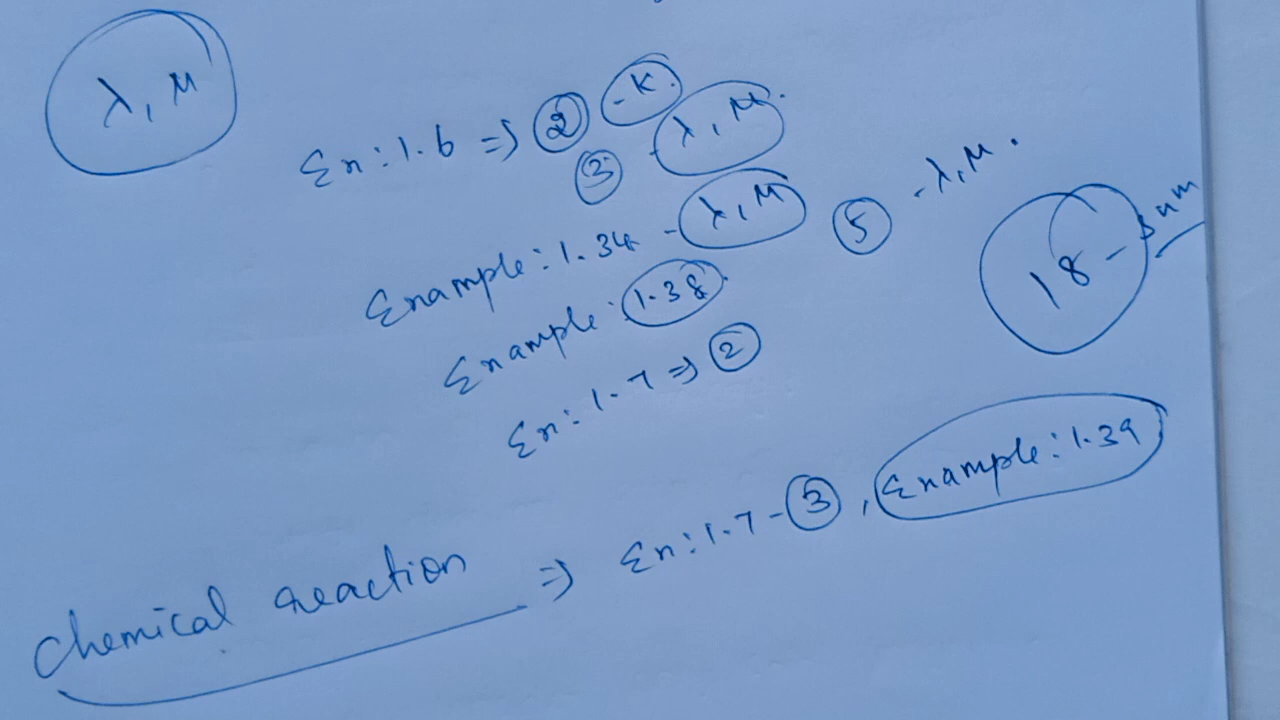 λ, μ
Ex: 1.6 => ② - K.
③ - λ, μ.
Example: 1.34 - λ, μ ⑤ - λ, μ.
18 - sum
Example: 1.38.
Ex: 1.7 => ②
Chemical reaction => Ex: 1.7 - ③, Example: 1.39